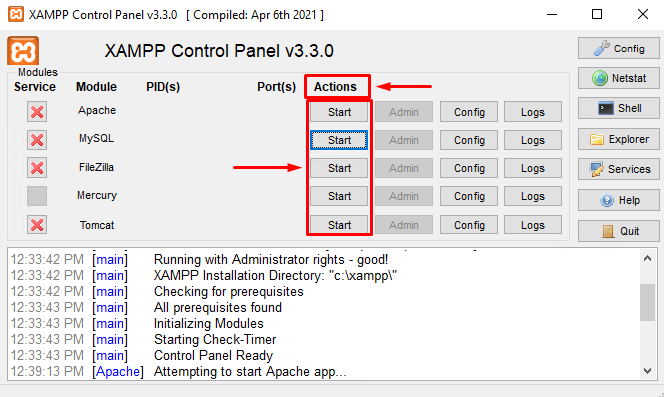 XAMPP Control Panel v3.3.0 [ Compiled: Apr 6th 2021 ]
XAMPP Control Panel v3.3.0
Config
Modules
Service Module PID(s) Port(s) Actions
Netstat
Apache Start Admin Config Logs
Shell
MySQL Start Admin Config Logs
Explorer
FileZilla Start Admin Config Logs
Services
Mercury Start Admin Config Logs
Help
Tomcat Start Admin Config Logs
Quit
12:33:42 PM [main] Running with Administrator rights - good!
12:33:42 PM [main] XAMPP Installation Directory: "c:\xampp\"
12:33:42 PM [main] Checking for prerequisites
12:33:43 PM [main] All prerequisites found
12:33:43 PM [main] Initializing Modules
12:33:43 PM [main] Starting Check-Timer
12:33:43 PM [main] Control Panel Ready
12:39:13 PM [Apache] Attempting to start Apache app...